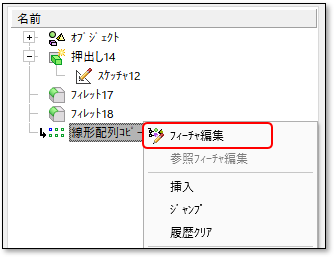 名前
ｵﾌﾞｼﾞｪｸﾄ
押出し14
ｽｹｯﾁｬ12
ﾌｨﾚｯﾄ17
ﾌｨﾚｯﾄ18
線形配列ｺﾋﾟｰ
ﾌｨｰﾁｬ編集
参照ﾌｨｰﾁｬ編集
挿入
ｼﾞｬﾝﾌﾟ
履歴ｸﾘｱ